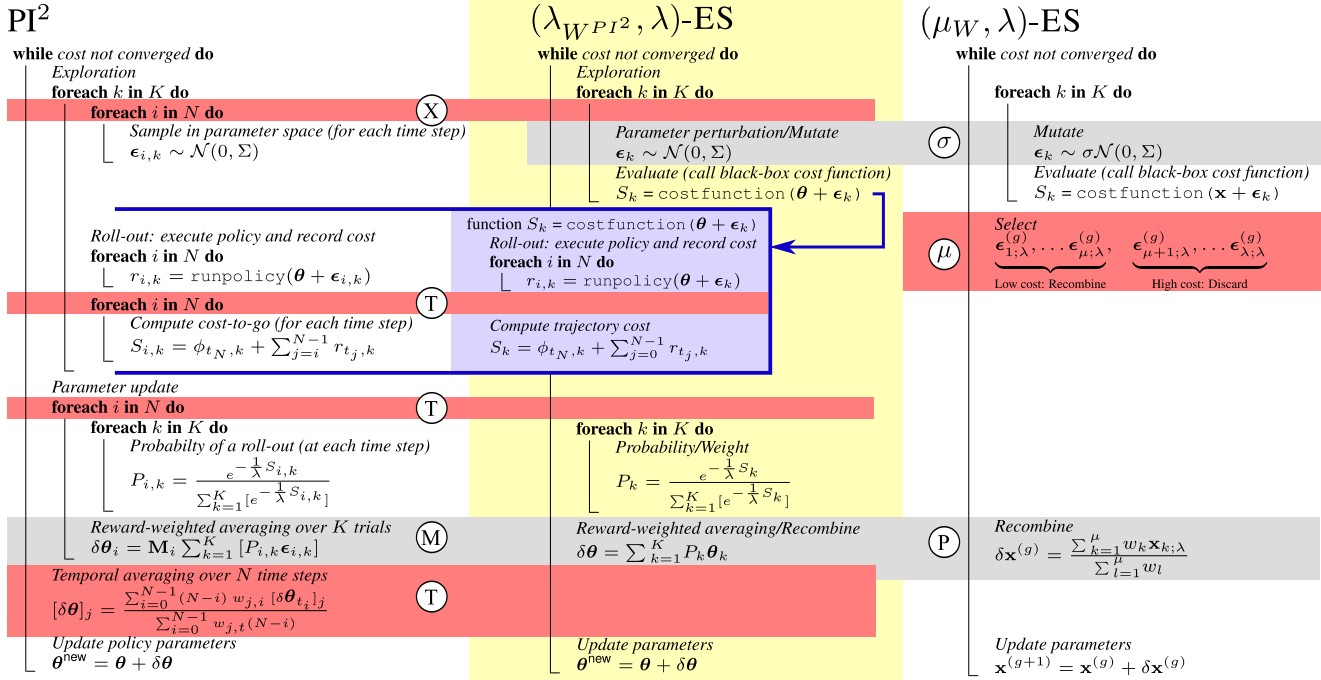 PI²
while cost not converged do
Exploration
foreach k in K do
foreach i in N do
X
Sample in parameter space (for each time step)
ϵ_{i,k} ∼ 𝒩(0, Σ)
Roll-out: execute policy and record cost
foreach i in N do
r_{i,k} = runpolicy(θ + ϵ_{i,k})
foreach i in N do
T
Compute cost-to-go (for each time step)
S_{i,k} = ϕ_{t_N,k} + ∑_{j=i}^{N−1} r_{t_j,k}
Parameter update
foreach i in N do
T
foreach k in K do
Probabilty of a roll-out (at each time step)
P_{i,k} = e^{−\frac{1}{λ} S_{i,k}} / ∑_{k=1}^{K} [e^{−\frac{1}{λ} S_{i,k}}]
Reward-weighted averaging over K trials
M
δθ_i = M_i ∑_{k=1}^{K} [P_{i,k} ϵ_{i,k}]
Temporal averaging over N time steps
[δθ]_j = ∑_{i=0}^{N−1} (N−i) w_{j,i} [δθ_{t_i}]_j / ∑_{i=0}^{N−1} w_{j,t} (N−i)
T
Update policy parameters
θ^{new} = θ + δθ
(λ_{W^{PI²}}, λ)-ES
while cost not converged do
Exploration
foreach k in K do
Parameter perturbation/Mutate
ϵ_k ∼ 𝒩(0, Σ)
σ
Evaluate (call black-box cost function)
S_k = costfunction(θ + ϵ_k)
function S_k = costfunction(θ + ϵ_k)
Roll-out: execute policy and record cost
foreach i in N do
r_{i,k} = runpolicy(θ + ϵ_k)
Compute trajectory cost
S_k = ϕ_{t_N,k} + ∑_{j=0}^{N−1} r_{t_j,k}
foreach k in K do
Probability/Weight
P_k = e^{−\frac{1}{λ} S_k} / ∑_{k=1}^{K} [e^{−\frac{1}{λ} S_k}]
Reward-weighted averaging/Recombine
δθ = ∑_{k=1}^{K} P_k θ_k
P
Update parameters
θ^{new} = θ + δθ
(μ_W, λ)-ES
while cost not converged do
foreach k in K do
Mutate
ϵ_k ∼ σ𝒩(0, Σ)
Evaluate (call black-box cost function)
S_k = costfunction(x + ϵ_k)
Select
μ
ϵ_{1;λ}^{(g)}, … ϵ_{μ;λ}^{(g)}, ϵ_{μ+1;λ}^{(g)}, … ϵ_{λ;λ}^{(g)}
Low cost: Recombine High cost: Discard
Recombine
δx^{(g)} = ∑_{k=1}^{μ} w_k x_{k;λ} / ∑_{l=1}^{μ} w_l
Update parameters
x^{(g+1)} = x^{(g)} + δx^{(g)}